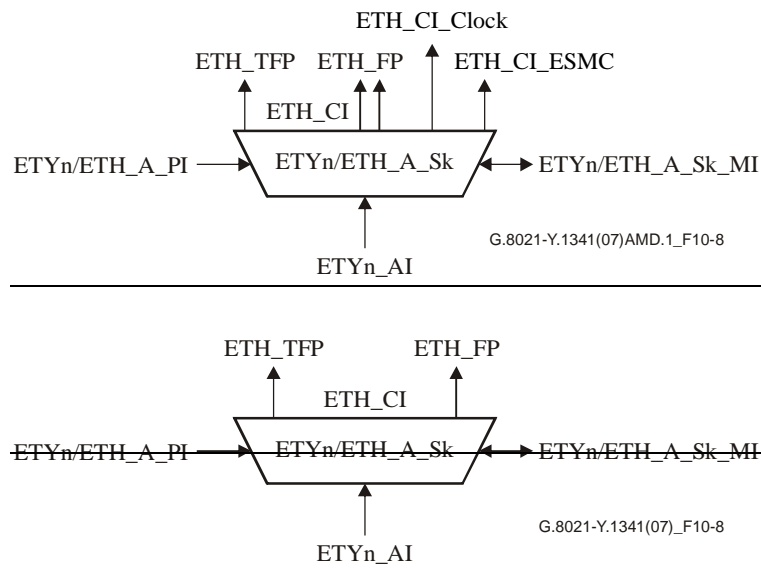 ETH_CI_Clock
ETH_TFP ETH_FP ETH_CI_ESMC
ETH_CI
ETYn/ETH_A_PI ETYn/ETH_A_Sk ETYn/ETH_A_Sk_MI
G.8021-Y.1341(07)AMD.1_F10-8
ETYn_AI
ETH_TFP ETH_FP
ETH_CI
ETYn/ETH_A_PI ETYn/ETH_A_Sk ETYn/ETH_A_Sk_MI
G.8021-Y.1341(07)_F10-8
ETYn_AI